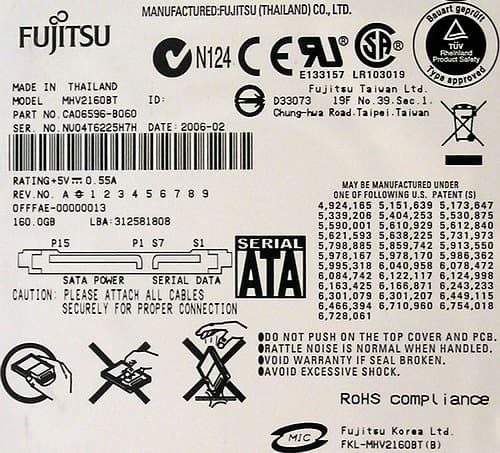 MANUFACTURED:FUJITSU (THAILAND) CO., LTD.
FUJITSU
N124
CE
E133157
LR103019
Bauart geprüft
TÜV
Rheinland
Product Safety
Type approved
MADE IN THAILAND
MODEL MHV2160BT ID:
PART NO. CA06596-B060
SER. NO. NU04T6225H7H DATE: 2006-02
Fujitsu Taiwan Ltd.
D33073 19F No.39,Sec.1,
Chung-hwa Road,Taipei,Taiwan
RATING+5V⎓ 0.55A
REV.NO. A 0 1 2 3 4 5 6 7 8 9
OFFFAE-00000013
160.0GB LBA:312581808
MAY BE MANUFACTURED UNDER
ONE OF FOLLOWING U.S. PATENT (S)
4,924,165 5,151,639 5,173,647
5,339,206 5,404,253 5,530,875
5,590,001 5,610,929 5,612,840
5,621,593 5,638,225 5,731,973
5,798,885 5,859,742 5,913,550
5,978,167 5,978,170 5,986,362
5,995,318 6,040,958 6,078,472
6,084,742 6,122,117 6,124,998
6,163,425 6,166,871 6,243,233
6,301,079 6,301,207 6,449,115
6,466,394 6,710,960 6,754,018
6,728,061
P15 P1 S7 S1
SATA POWER SERIAL DATA
SERIAL
ATA
CAUTION: PLEASE ATTACH ALL CABLES
SECURELY FOR PROPER CONNECTION
●DO NOT PUSH ON THE TOP COVER AND PCB.
●RATTLE NOISE IS NORMAL WHEN HANDLED.
●VOID WARRANTY IF SEAL BROKEN.
●AVOID EXCESSIVE SHOCK.
RoHS compliance
MIC
Fujitsu Korea Ltd.
FKL-MHV2160BT(B)